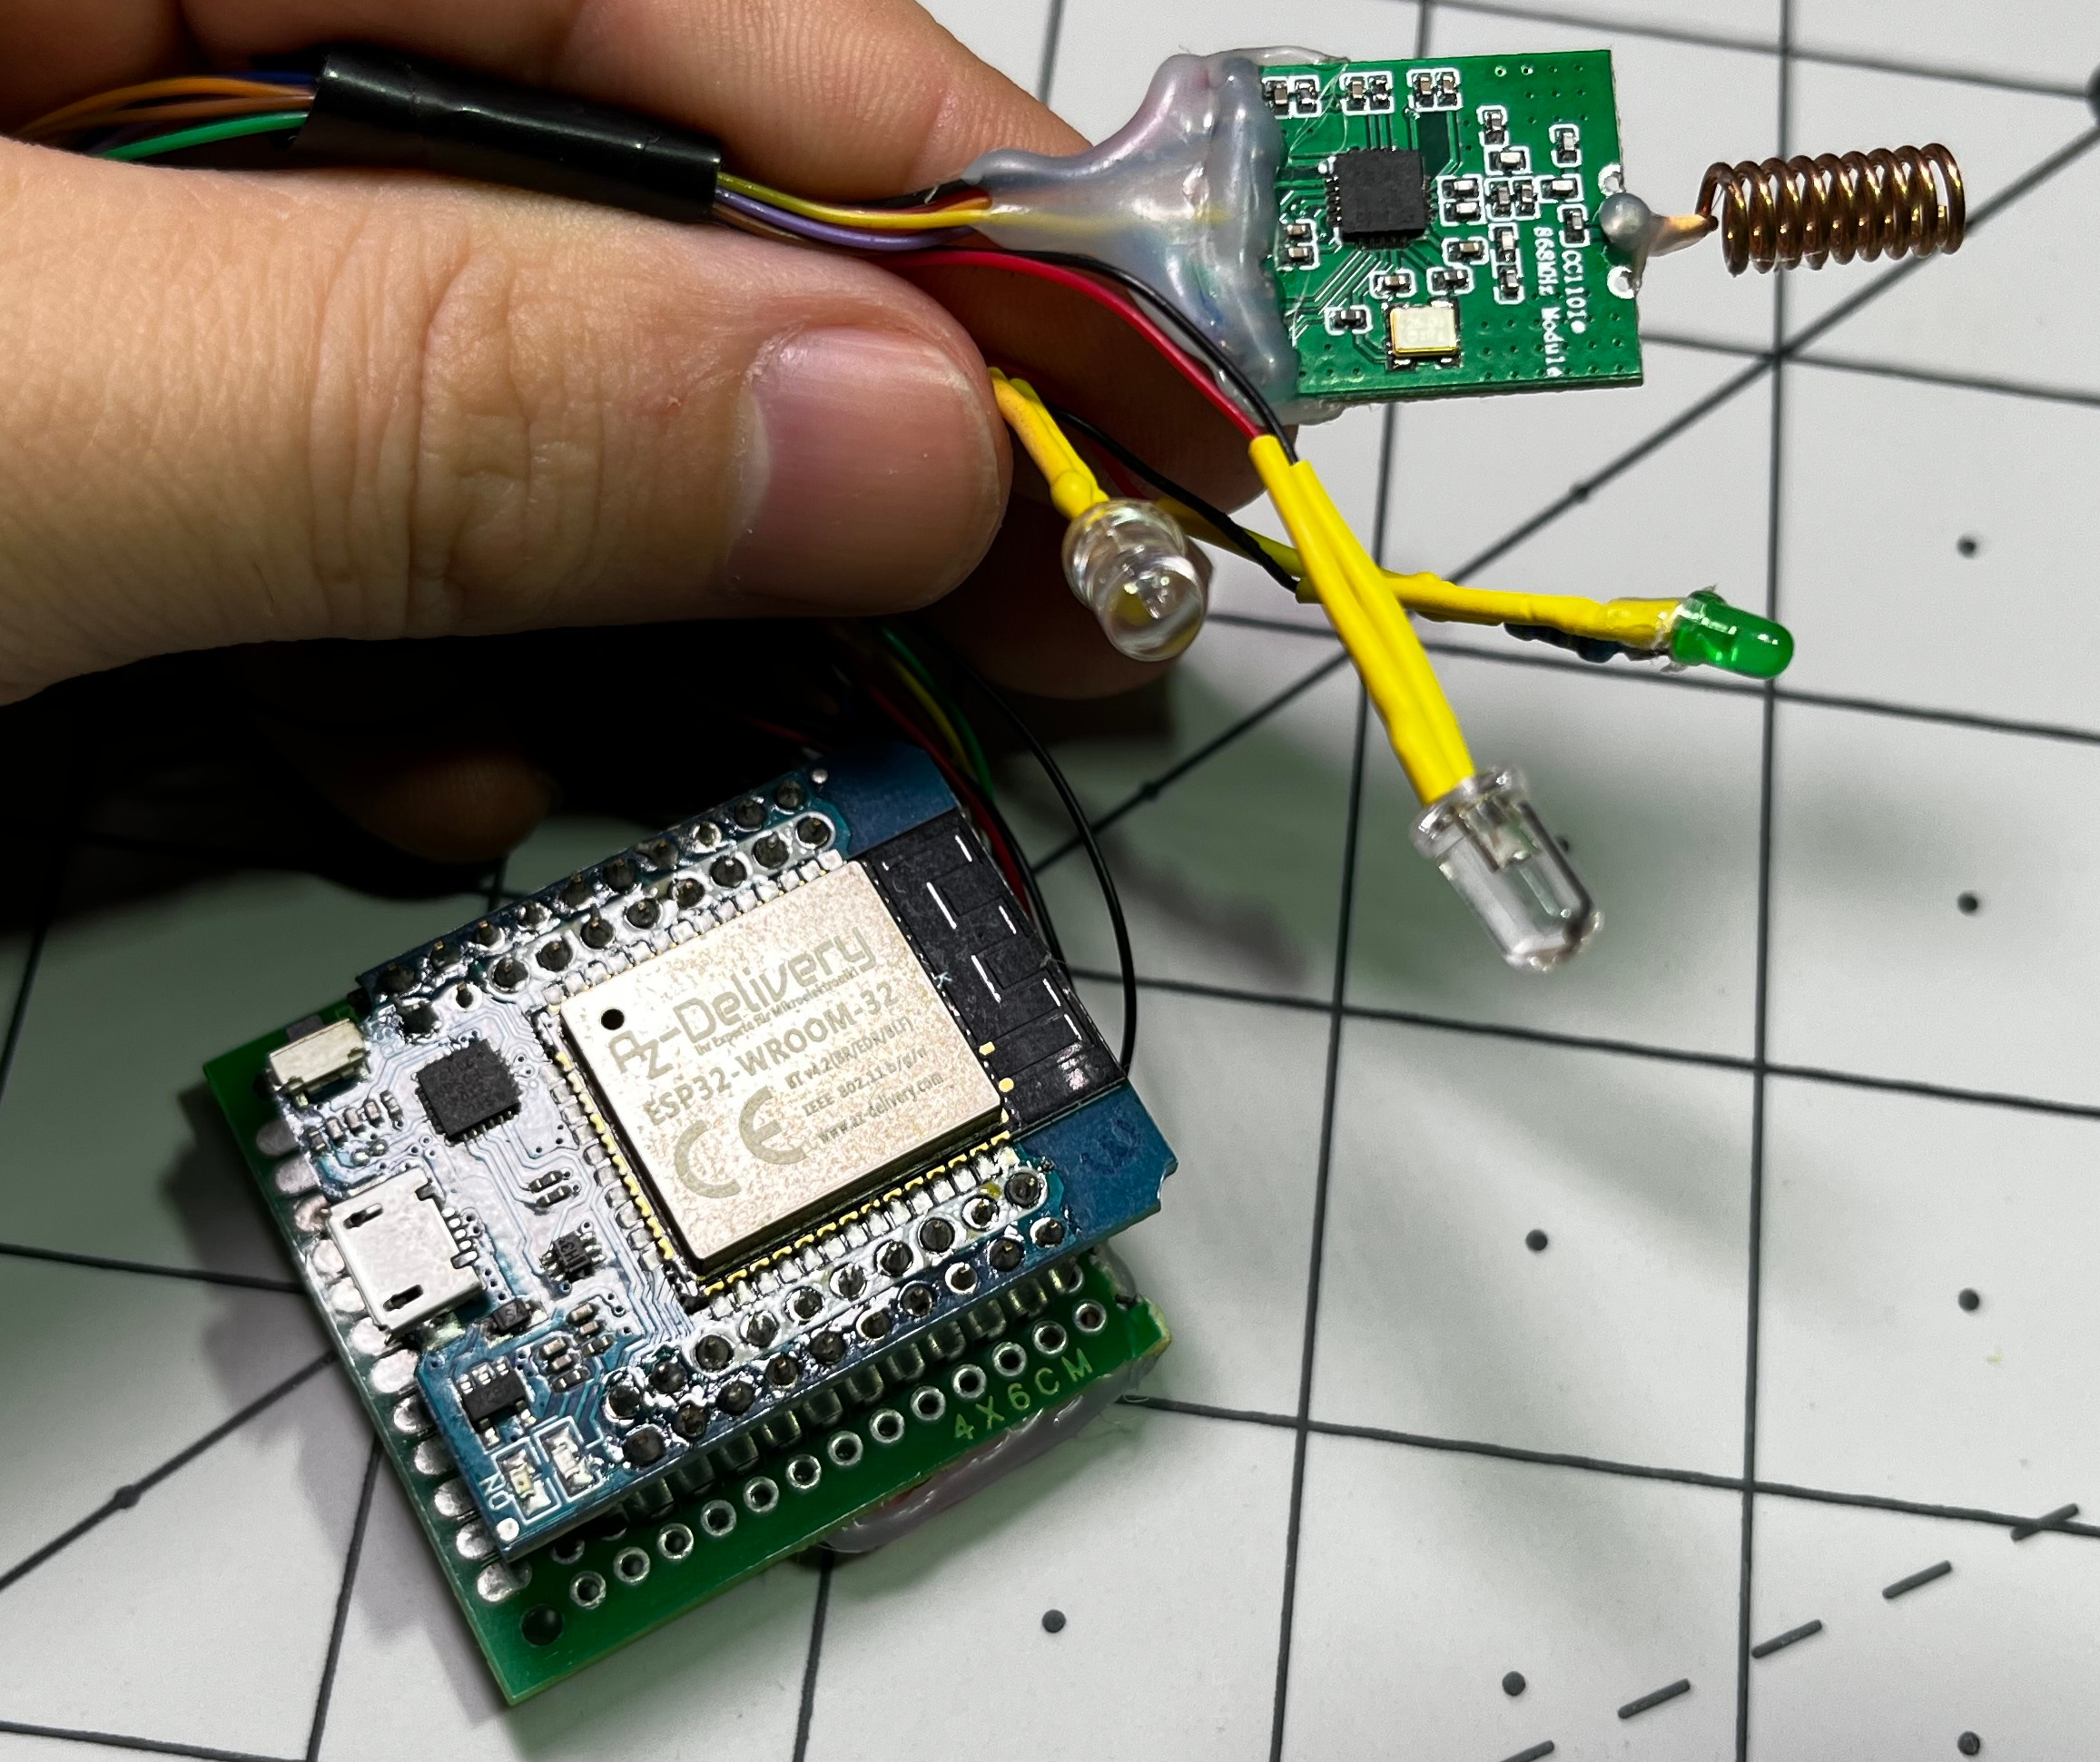 CC1101@
868MHz Module
Az-Delivery
Ihr Experte für Mikroelektronik!
ESP32-WROOM-32
BT v4.2(BR/EDR/BLE)
CE
IEEE 802.11 b/g/n
www.az-delivery.com
ON
4X6CM